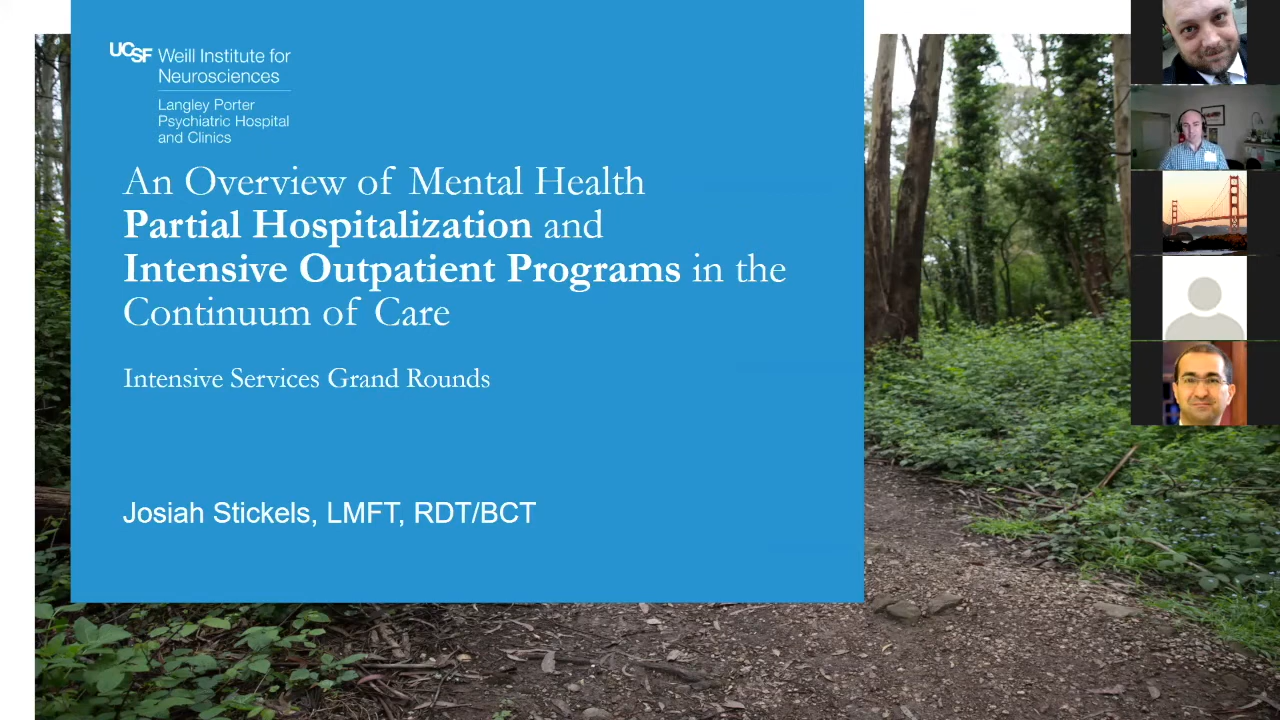 UCSF Weill Institute for
Neurosciences
Langley Porter
Psychiatric Hospital
and Clinics
An Overview of Mental Health
Partial Hospitalization and
Intensive Outpatient Programs in the
Continuum of Care
Intensive Services Grand Rounds
Josiah Stickels, LMFT, RDT/BCT